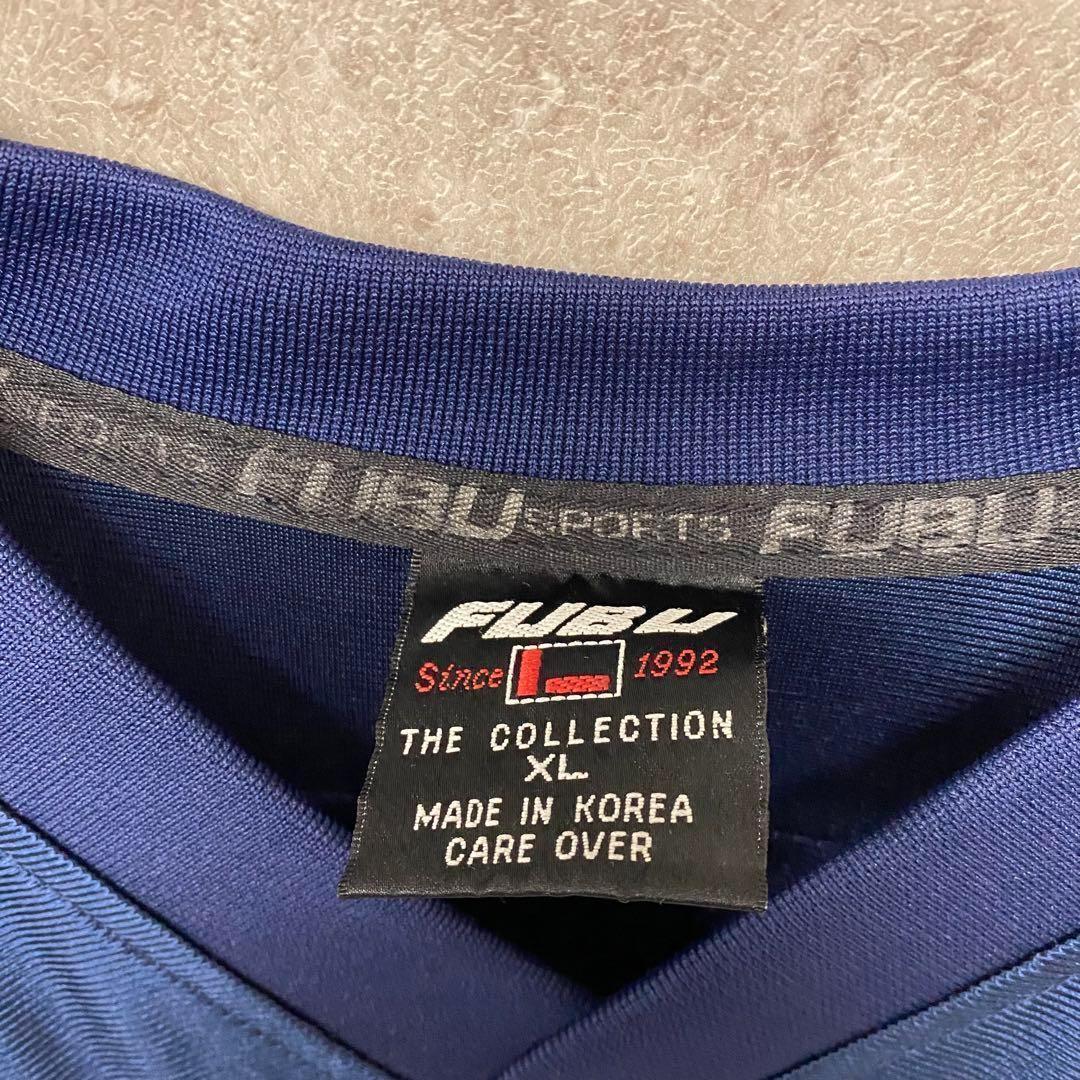 SPORTS FUBU SPORTS FUBU
FUBU
Since 1992
THE COLLECTION
XL
MADE IN KOREA
CARE OVER